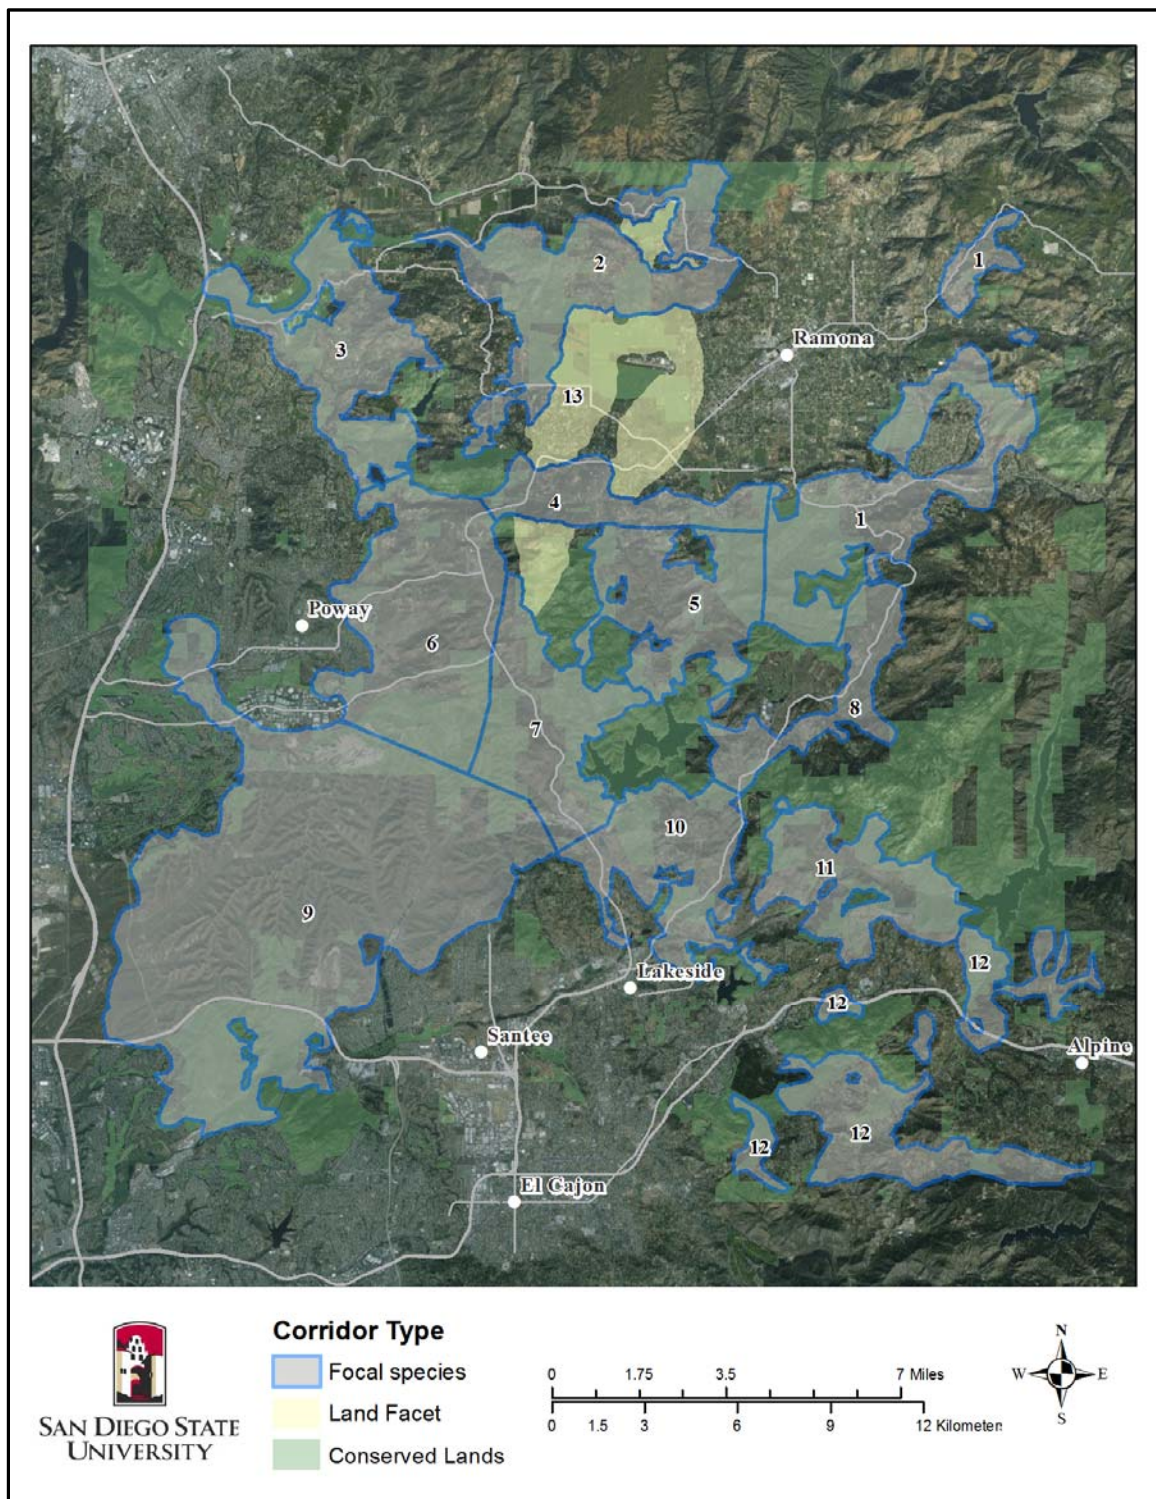 2
1
3
Ramona
13
4
1
5
Poway
6
8
7
10
11
9
12
Lakeside
12
Santee
Alpine
12
12
El Cajon
SAN DIEGO STATE
UNIVERSITY
Corridor Type
Focal species
Land Facet
Conserved Lands
0 1.75 3.5 7 Miles
0 1.5 3 6 9 12 Kilometers
N
W E
S